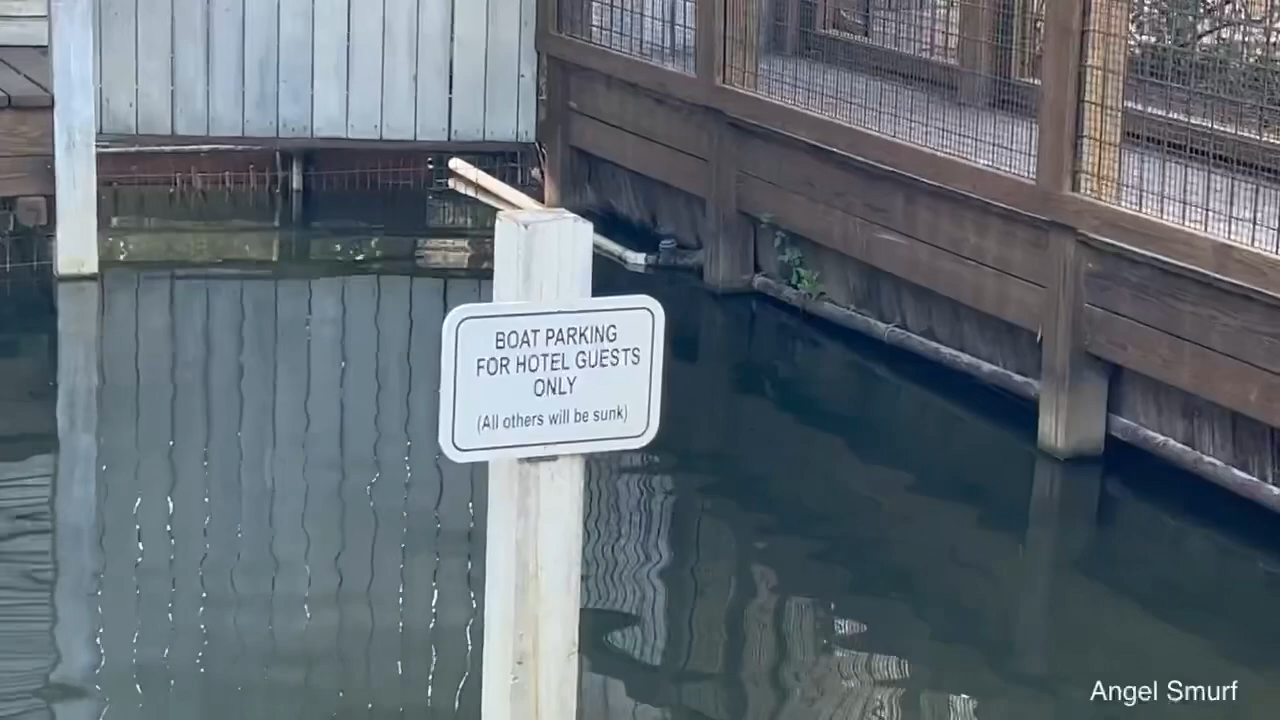 BOAT PARKING
FOR HOTEL GUESTS
ONLY
(All others will be sunk)
Angel Smurf